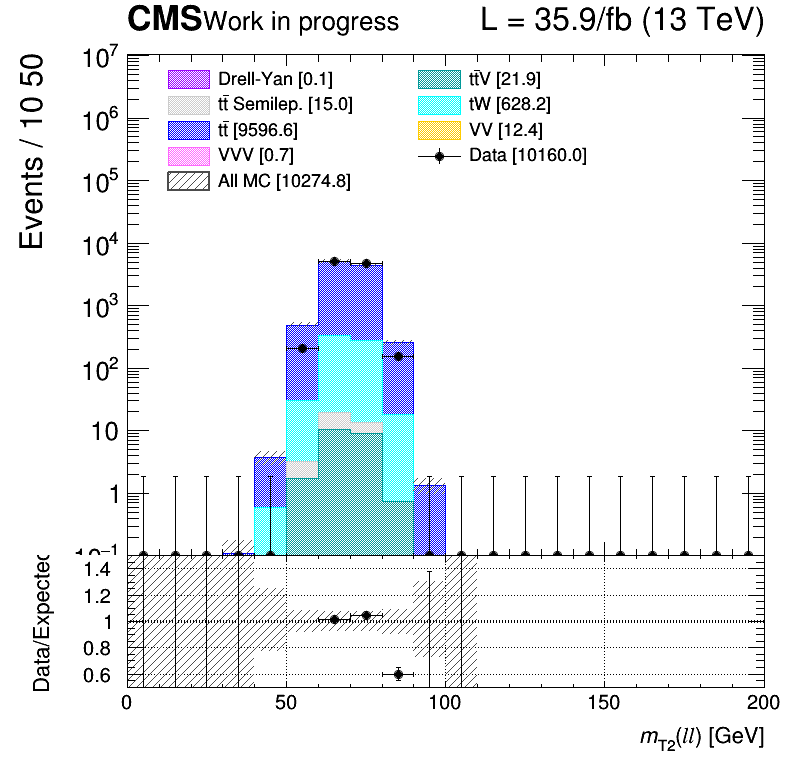 CMS Work in progress L = 35.9/fb (13 TeV)
Events / 10 50
10⁷
10⁶
10⁵
10⁴
10³
10²
10
1
10⁻¹
Drell-Yan [0.1]
tt̄ Semilep. [15.0]
tt̄ [9596.6]
VVV [0.7]
All MC [10274.8]
tt̄V [21.9]
tW [628.2]
VV [12.4]
Data [10160.0]
Data/Expected
1.4
1.2
1
0.8
0.6
0 50 100 150 200
m_T2(ll) [GeV]